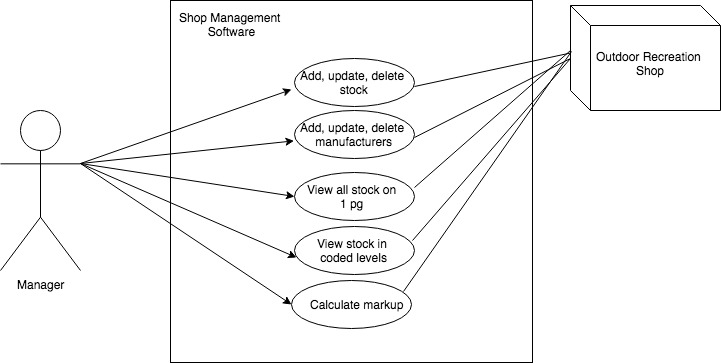 Shop Management
Software
Add, update, delete
stock
Outdoor Recreation
Shop
Add, update, delete
manufacturers
View all stock on
1 pg
View stock in
coded levels
Manager
Calculate markup